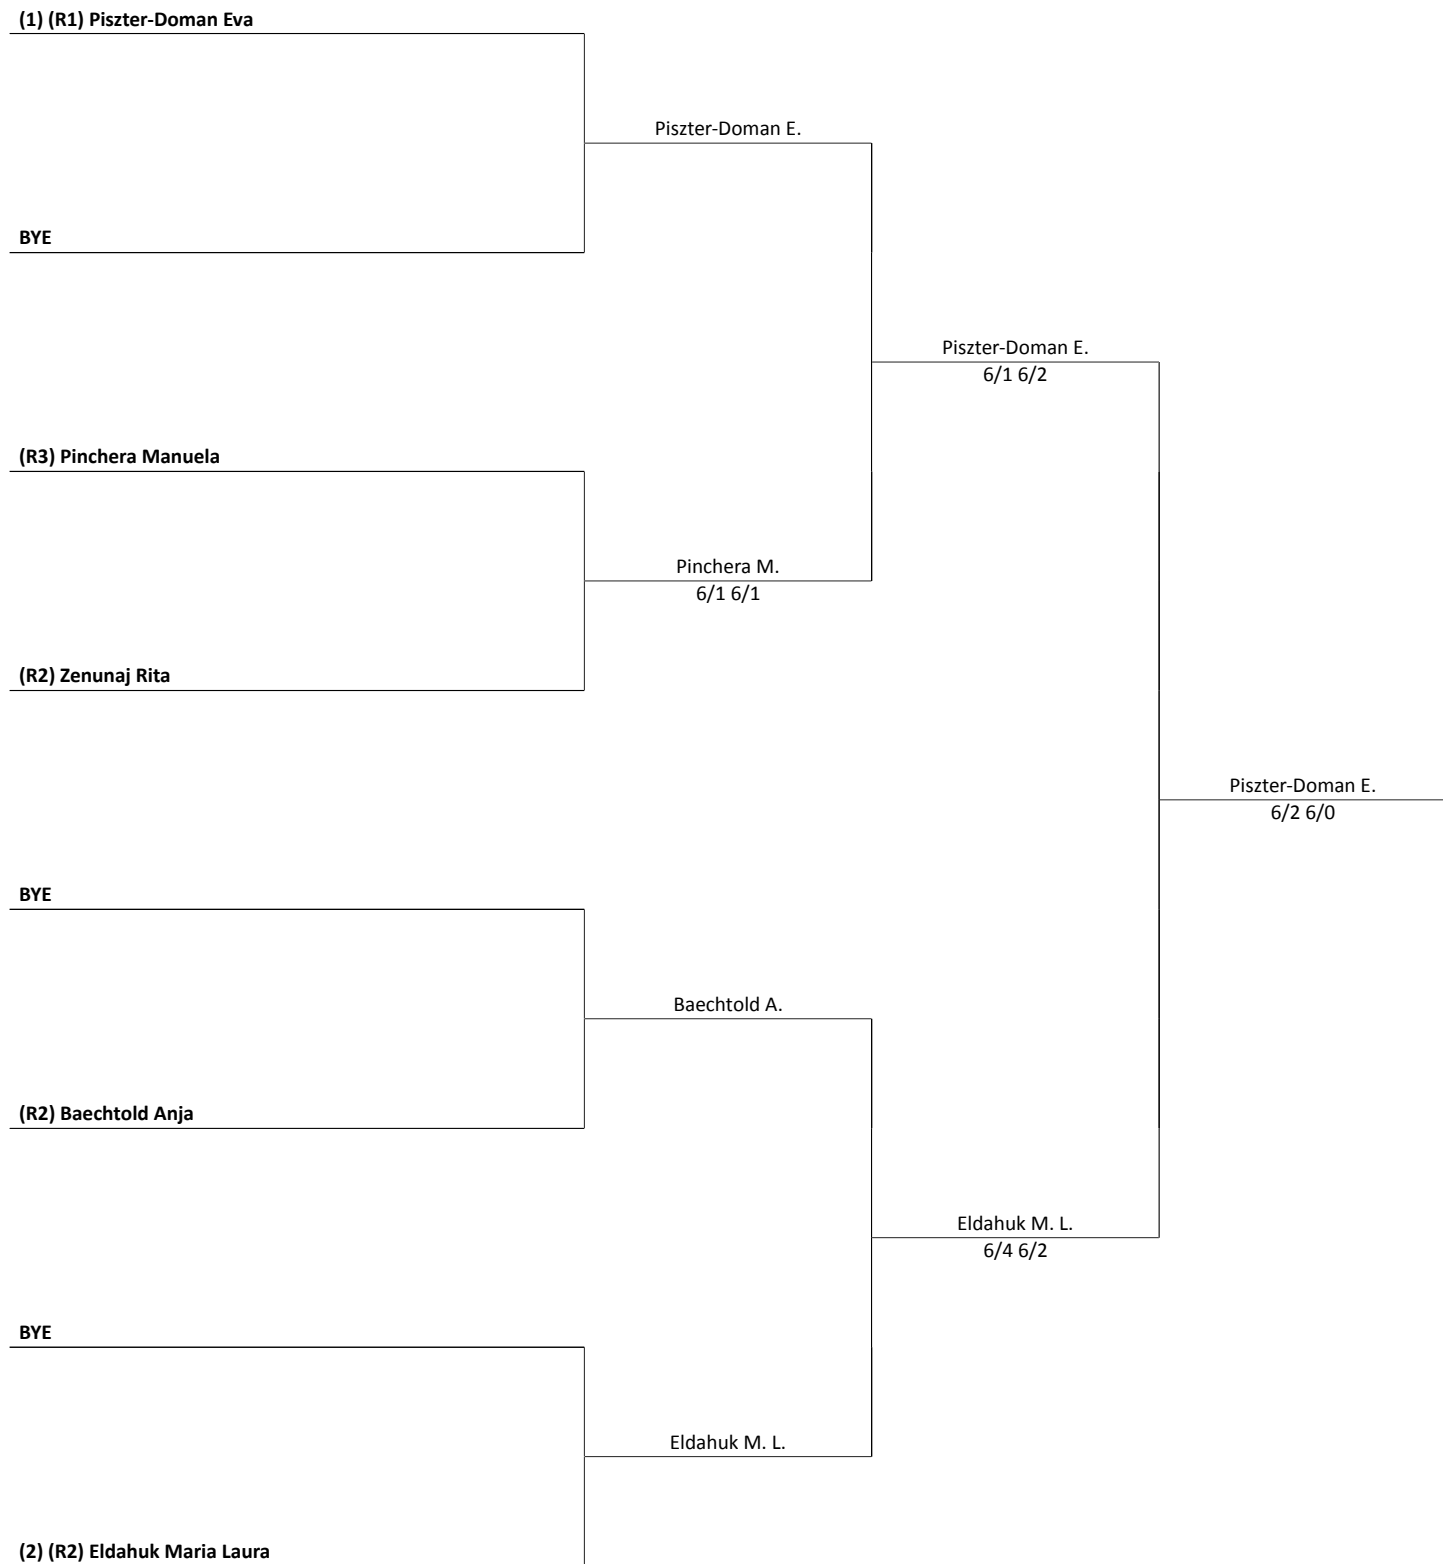 (1) (R1) Piszter-Doman Eva
Piszter-Doman E.
BYE
Piszter-Doman E.
6/1 6/2
(R3) Pinchera Manuela
Pinchera M.
6/1 6/1
(R2) Zenunaj Rita
Piszter-Doman E.
6/2 6/0
BYE
Baechtold A.
(R2) Baechtold Anja
Eldahuk M. L.
6/4 6/2
BYE
Eldahuk M. L.
(2) (R2) Eldahuk Maria Laura